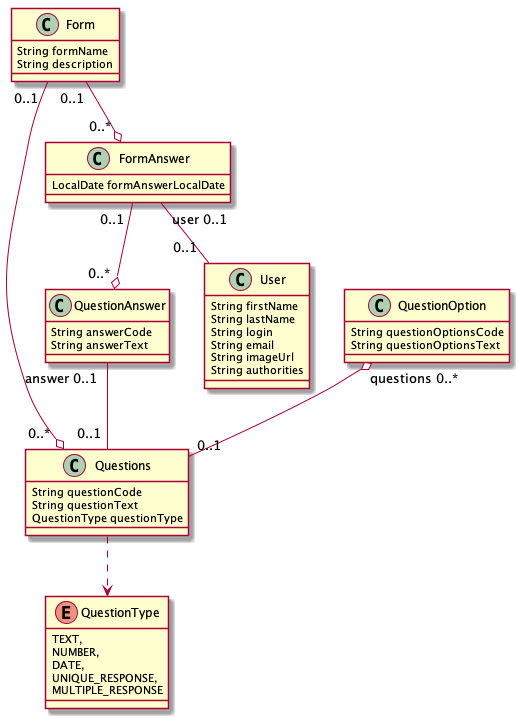 C Form
String formName
String description
0..1
0..1
0..*
C FormAnswer
LocalDate formAnswerLocalDate
0..1
user 0..1
0..*
0..1
C QuestionAnswer
String answerCode
String answerText
C User
String firstName
String lastName
String login
String email
String imageUrl
String authorities
C QuestionOption
String questionOptionsCode
String questionOptionsText
answer 0..1
questions 0..*
0..*
0..1
0..1
C Questions
String questionCode
String questionText
QuestionType questionType
E QuestionType
TEXT,
NUMBER,
DATE,
UNIQUE_RESPONSE,
MULTIPLE_RESPONSE